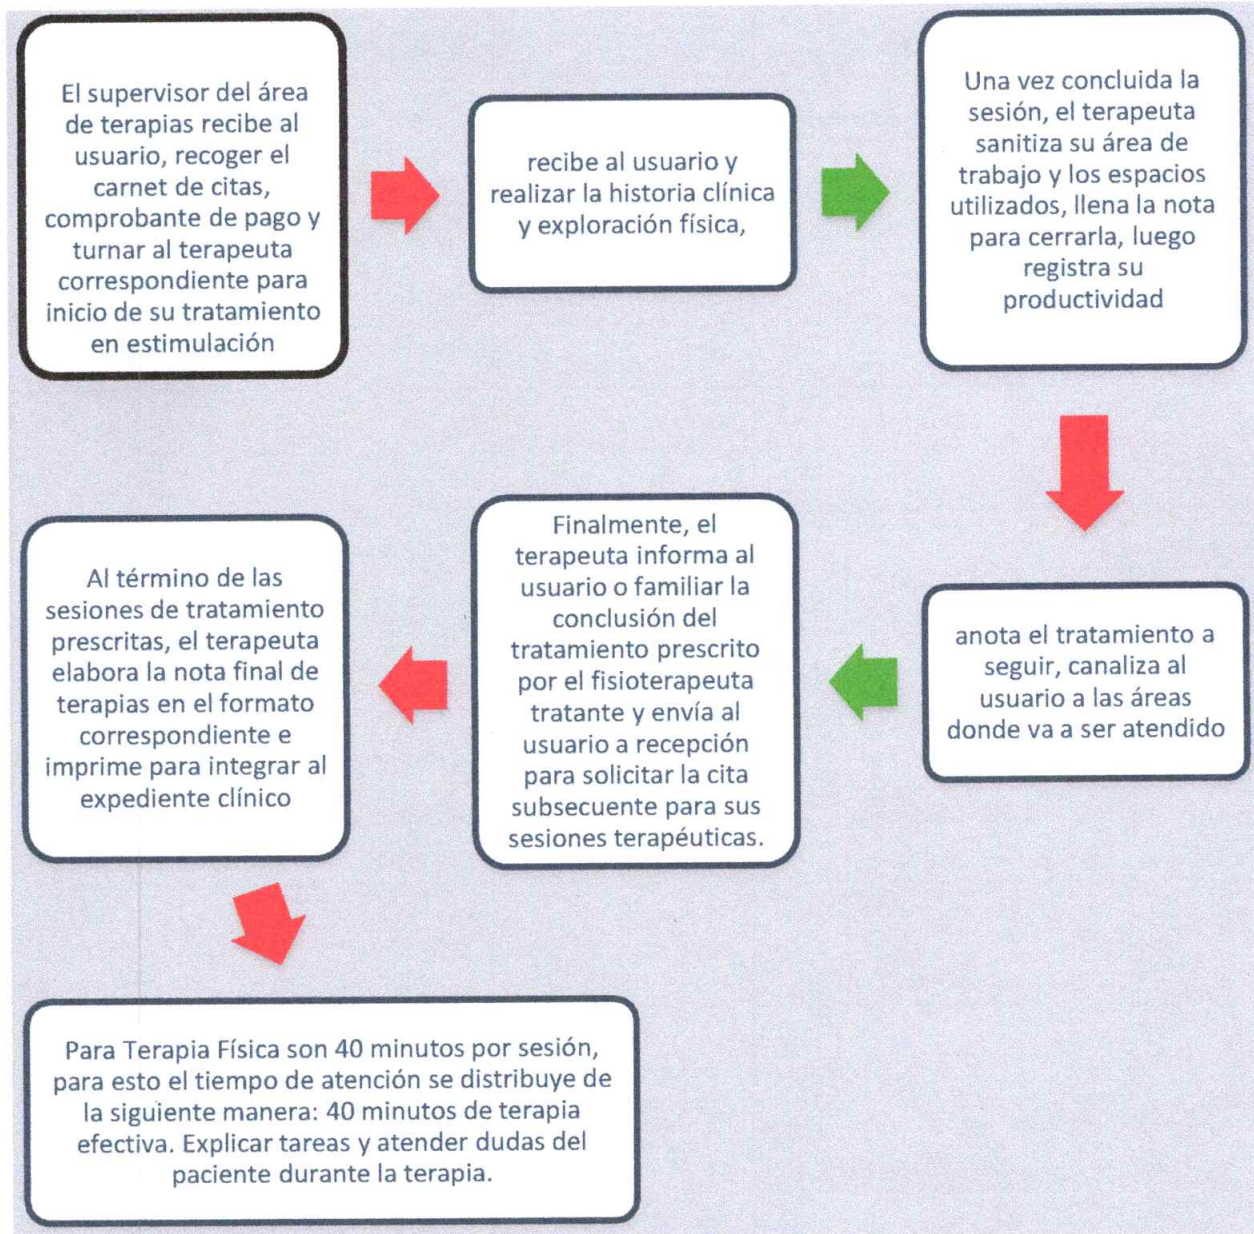 El supervisor del área
de terapias recibe al
usuario, recoger el
carnet de citas,
comprobante de pago y
turnar al terapeuta
correspondiente para
inicio de su tratamiento
en estimulación
recibe al usuario y
realizar la historia clínica
y exploración física,
Una vez concluida la
sesión, el terapeuta
sanitiza su área de
trabajo y los espacios
utilizados, llena la nota
para cerrarla, luego
registra su
productividad
anota el tratamiento a
seguir, canaliza al
usuario a las áreas
donde va a ser atendido
Finalmente, el
terapeuta informa al
usuario o familiar la
conclusión del
tratamiento prescrito
por el fisioterapeuta
tratante y envía al
usuario a recepción
para solicitar la cita
subsecuente para sus
sesiones terapéuticas.
Al término de las
sesiones de tratamiento
prescritas, el terapeuta
elabora la nota final de
terapias en el formato
correspondiente e
imprime para integrar al
expediente clínico
Para Terapia Física son 40 minutos por sesión,
para esto el tiempo de atención se distribuye de
la siguiente manera: 40 minutos de terapia
efectiva. Explicar tareas y atender dudas del
paciente durante la terapia.